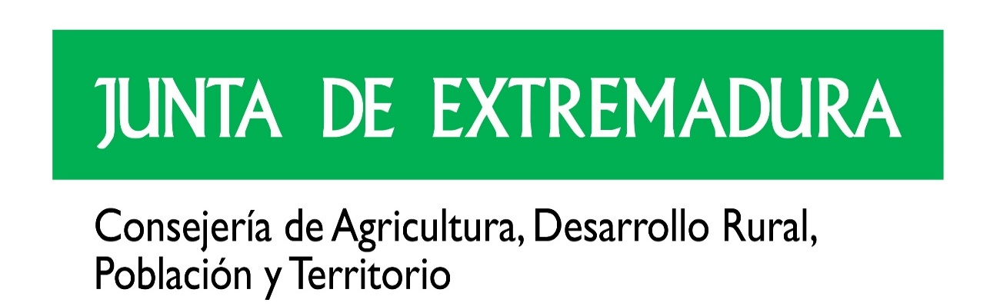 JUNTA DE EXTREMADURA
Consejería de Agricultura, Desarrollo Rural,
Población y Territorio